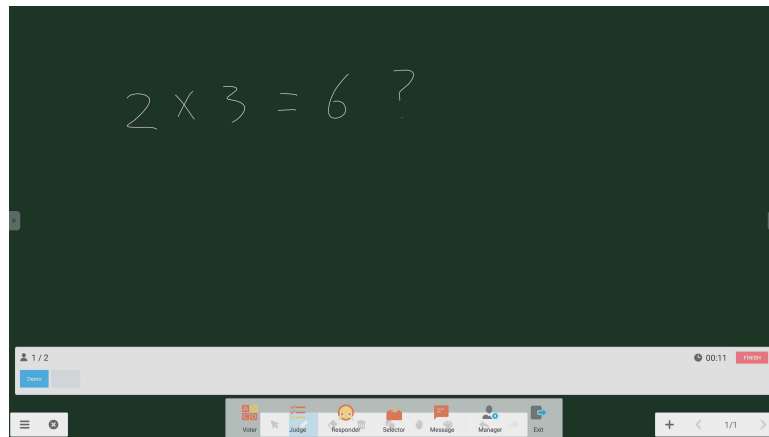 2 × 3 = 6 ?
1 / 2
00:11
FINISH
Demo
A B
C D
Voter
Judge
Responder
Selector
Message
Manager
Exit
1/1